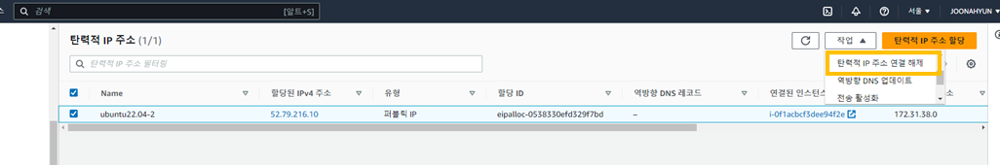 스 검색 [알트+S] 서울 ▼ JOONAHYUN ▼
탄력적 IP 주소 (1/1) 작업 ▲ 탄력적 IP 주소 할당
탄력적 IP 주소 필터링 탄력적 IP 주소 연결 해제
역방향 DNS 업데이트
Name 할당된 IPv4 주소 유형 할당 ID 역방향 DNS 레코드 연결된 인스턴스 전송 활성화 소
ubuntu22.04-2 52.79.216.10 퍼블릭 IP eipalloc-0538330efd329f7bd – i-0f1acbcf3dee94f2e 172.31.38.0